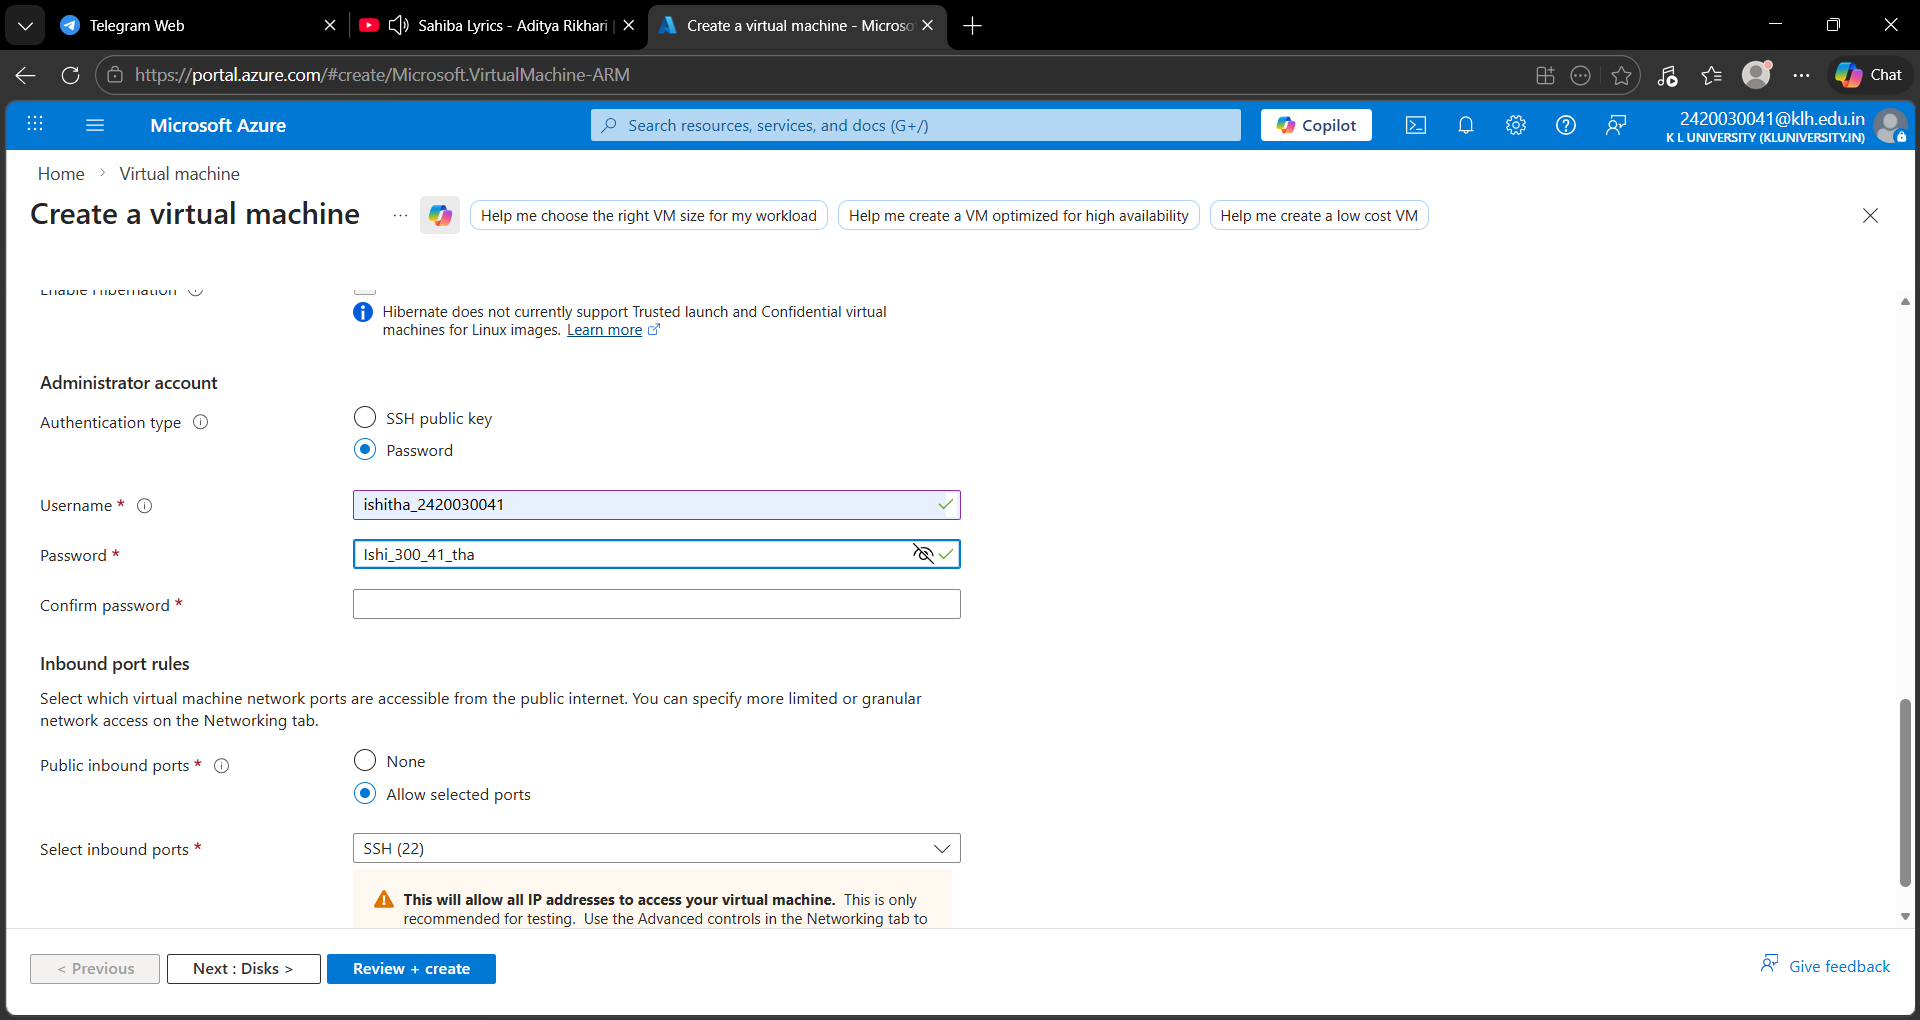 Telegram Web
Sahiba Lyrics - Aditya Rikhari
Create a virtual machine - Microso
https://portal.azure.com/#create/Microsoft.VirtualMachine-ARM
Chat
Microsoft Azure
Search resources, services, and docs (G+/)
Copilot
2420030041@klh.edu.in
K L UNIVERSITY (KLUNIVERSITY.IN)
Home > Virtual machine
Create a virtual machine
Help me choose the right VM size for my workload
Help me create a VM optimized for high availability
Help me create a low cost VM
Enable Hibernation
Hibernate does not currently support Trusted launch and Confidential virtual
machines for Linux images. Learn more
Administrator account
Authentication type
SSH public key
Password
Username *
ishitha_2420030041
Password *
Ishi_300_41_tha
Confirm password *
Inbound port rules
Select which virtual machine network ports are accessible from the public internet. You can specify more limited or granular
network access on the Networking tab.
Public inbound ports *
None
Allow selected ports
Select inbound ports *
SSH (22)
This will allow all IP addresses to access your virtual machine. This is only
recommended for testing. Use the Advanced controls in the Networking tab to
< Previous
Next : Disks >
Review + create
Give feedback